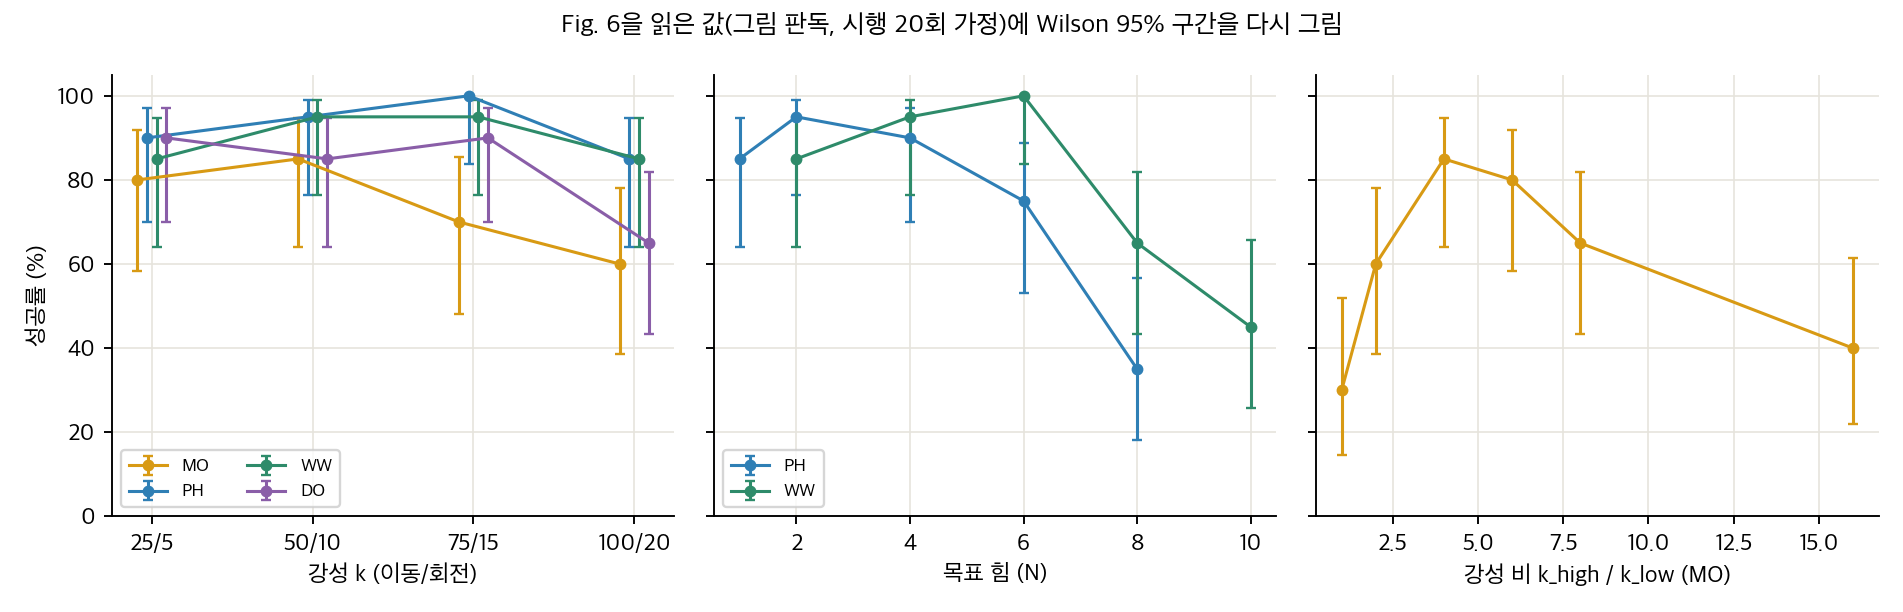 Fig. 6을 읽은 값(그림 판독, 시행 20회 가정)에 Wilson 95% 구간을 다시 그림
성공률 (%)
100
80
60
40
20
0
MO
PH
WW
DO
25/5
50/10
75/15
100/20
강성 k (이동/회전)
PH
WW
2
4
6
8
10
목표 힘 (N)
2.5
5.0
7.5
10.0
12.5
15.0
강성 비 k_high / k_low (MO)